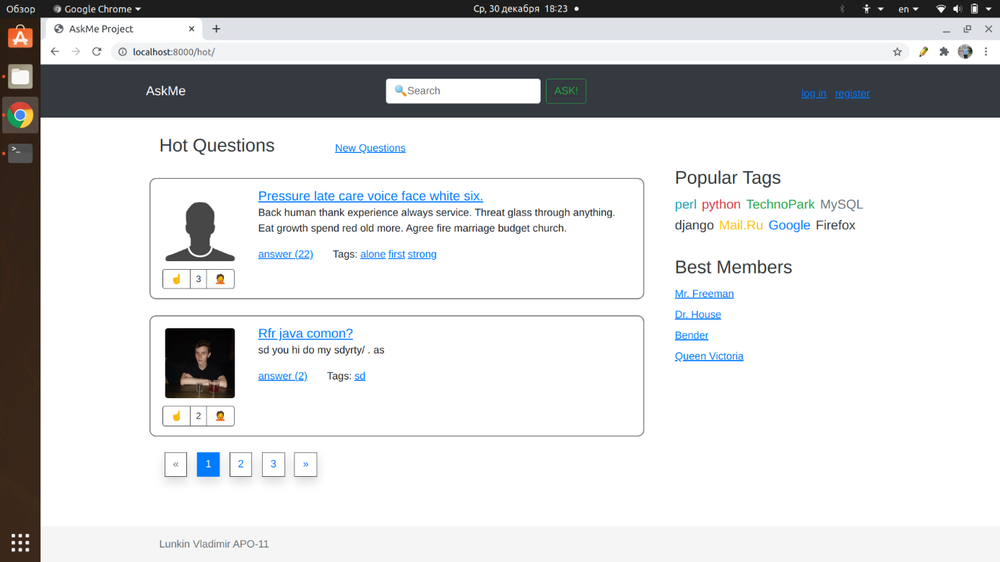 Обзор Google Chrome Ср, 30 декабря 18:23 en
AskMe Project
localhost:8000/hot/
AskMe Search ASK! log in register
Hot Questions New Questions
Pressure late care voice face white six.
Back human thank experience always service. Threat glass through anything.
Eat growth spend red old more. Agree fire marriage budget church.
answer (22) Tags: alone first strong
3
Rfr java comon?
sd you hi do my sdyrty/ . as
answer (2) Tags: sd
2
« 1 2 3 »
Popular Tags
perl python TechnoPark MySQL
django Mail.Ru Google Firefox
Best Members
Mr. Freeman
Dr. House
Bender
Queen Victoria
Lunkin Vladimir APO-11